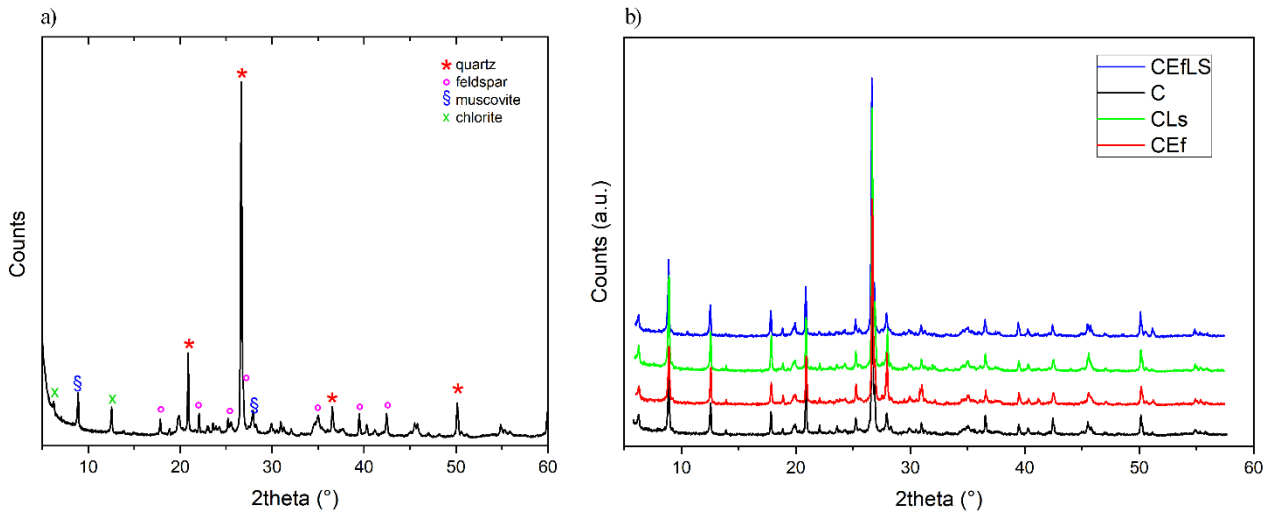 a)
* quartz
o feldspar
§ muscovite
x chlorite
Counts
10 20 30 40 50 60
2theta (°)
b)
CEfLS
C
CLs
CEf
Counts (a.u.)
10 20 30 40 50 60
2theta (°)